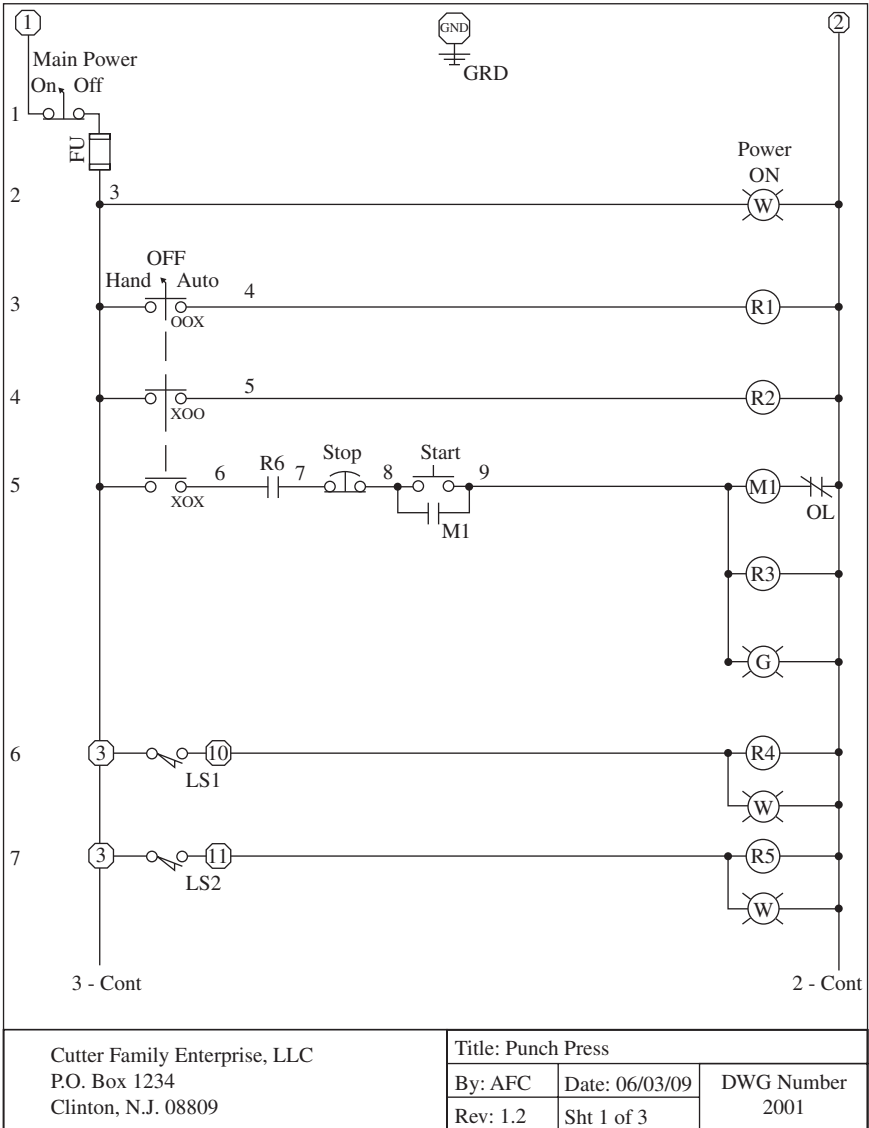 1
GND
2
GRD
Main Power
On Off
1
FU
Power
ON
2
3
W
OFF
Hand Auto
3
4
R1
OOX
4
5
R2
XOO
Stop Start
5
6
R6
7
8
9
M1
XOX
M1
OL
R3
G
6
3
10
R4
LS1
W
7
3
11
R5
LS2
W
3 - Cont
2 - Cont
Cutter Family Enterprise, LLC
P.O. Box 1234
Clinton, N.J. 08809
Title: Punch Press
By: AFC
Date: 06/03/09
DWG Number
2001
Rev: 1.2
Sht 1 of 3